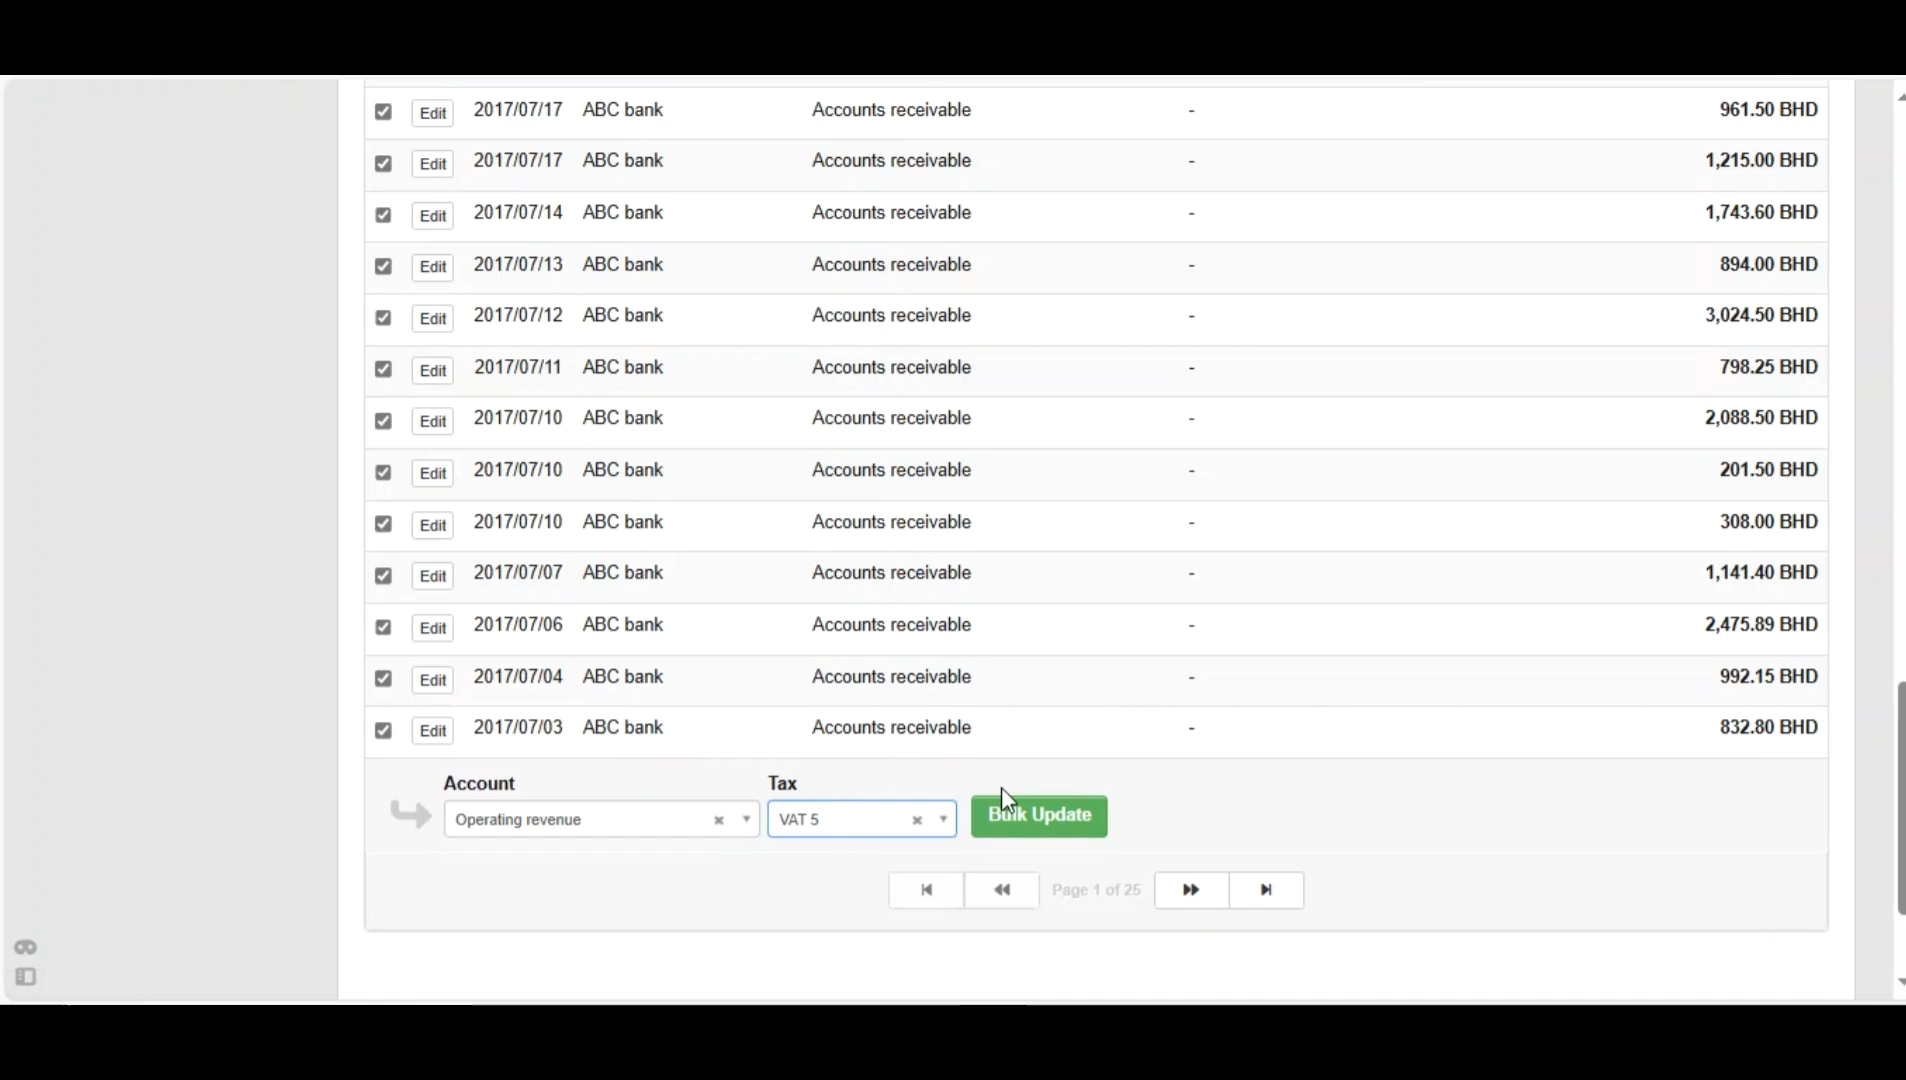 Edit 2017/07/17 ABC bank Accounts receivable - 961.50 BHD
Edit 2017/07/17 ABC bank Accounts receivable - 1,215.00 BHD
Edit 2017/07/14 ABC bank Accounts receivable - 1,743.60 BHD
Edit 2017/07/13 ABC bank Accounts receivable - 894.00 BHD
Edit 2017/07/12 ABC bank Accounts receivable - 3,024.50 BHD
Edit 2017/07/11 ABC bank Accounts receivable - 798.25 BHD
Edit 2017/07/10 ABC bank Accounts receivable - 2,088.50 BHD
Edit 2017/07/10 ABC bank Accounts receivable - 201.50 BHD
Edit 2017/07/10 ABC bank Accounts receivable - 308.00 BHD
Edit 2017/07/07 ABC bank Accounts receivable - 1,141.40 BHD
Edit 2017/07/06 ABC bank Accounts receivable - 2,475.89 BHD
Edit 2017/07/04 ABC bank Accounts receivable - 992.15 BHD
Edit 2017/07/03 ABC bank Accounts receivable - 832.80 BHD
Account Tax
Operating revenue VAT 5 Bulk Update
Page 1 of 25